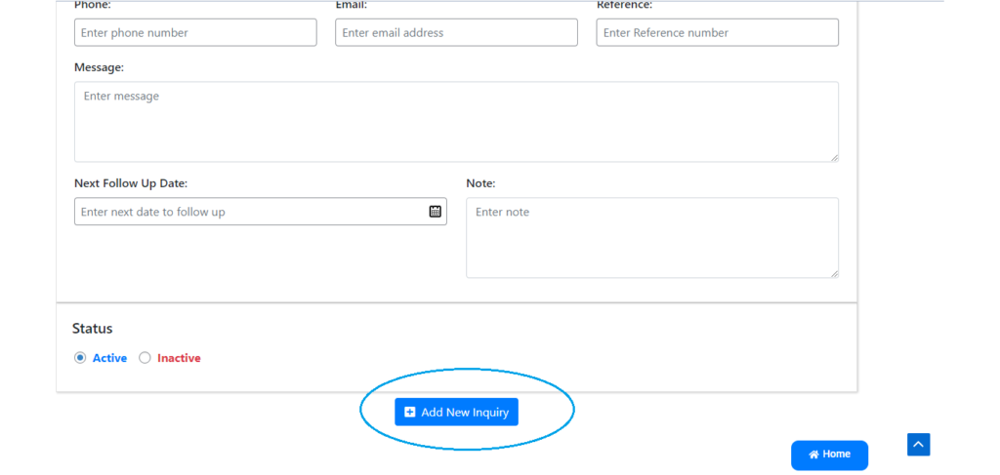 Phone: Email: Reference:
Enter phone number Enter email address Enter Reference number
Message:
Enter message
Next Follow Up Date: Note:
Enter next date to follow up Enter note
Status
Active Inactive
Add New Inquiry
Home